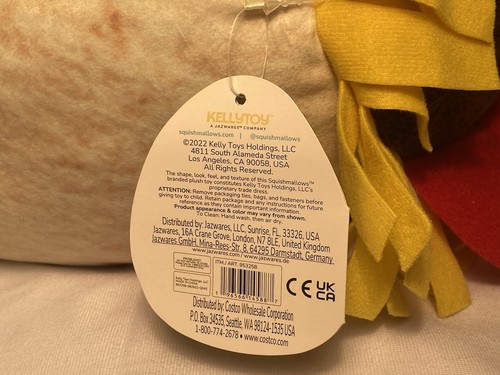 KELLYTOY™
A JAZWARES™ COMPANY
squishmallows.com | @squishmallows
©2022 Kelly Toys Holdings, LLC
4811 South Alameda Street
Los Angeles, CA 90058, USA
All Rights Reserved.
The shape, look, feel, and texture of this Squishmallows™
branded plush toy constitutes Kelly Toys Holdings, LLC's
proprietary trade dress.
ATTENTION: Remove packaging ties, bags, and fasteners before
giving toy to child. Retain package and any instructions for future
reference as they contain important information.
Product appearance & color may vary from shown.
To Clean: Hand wash, then air dry.
Distributed by: Jazwares, LLC, Sunrise, FL, 33326, USA
Jazwares, 16A Crane Grove, London, N7 8LE, United Kingdom
Jazwares GmbH, Mina-Rees-Str. 8, 64295 Darmstadt, Germany
www.jazwares.com / www.jazwares.de
ITM./ ART. 953258
CE UK
CA
Distributed by: Costco Wholesale Corporation
P.O. Box 34535, Seattle, WA 98124-1535 USA
1-800-774-2678 • www.costco.com